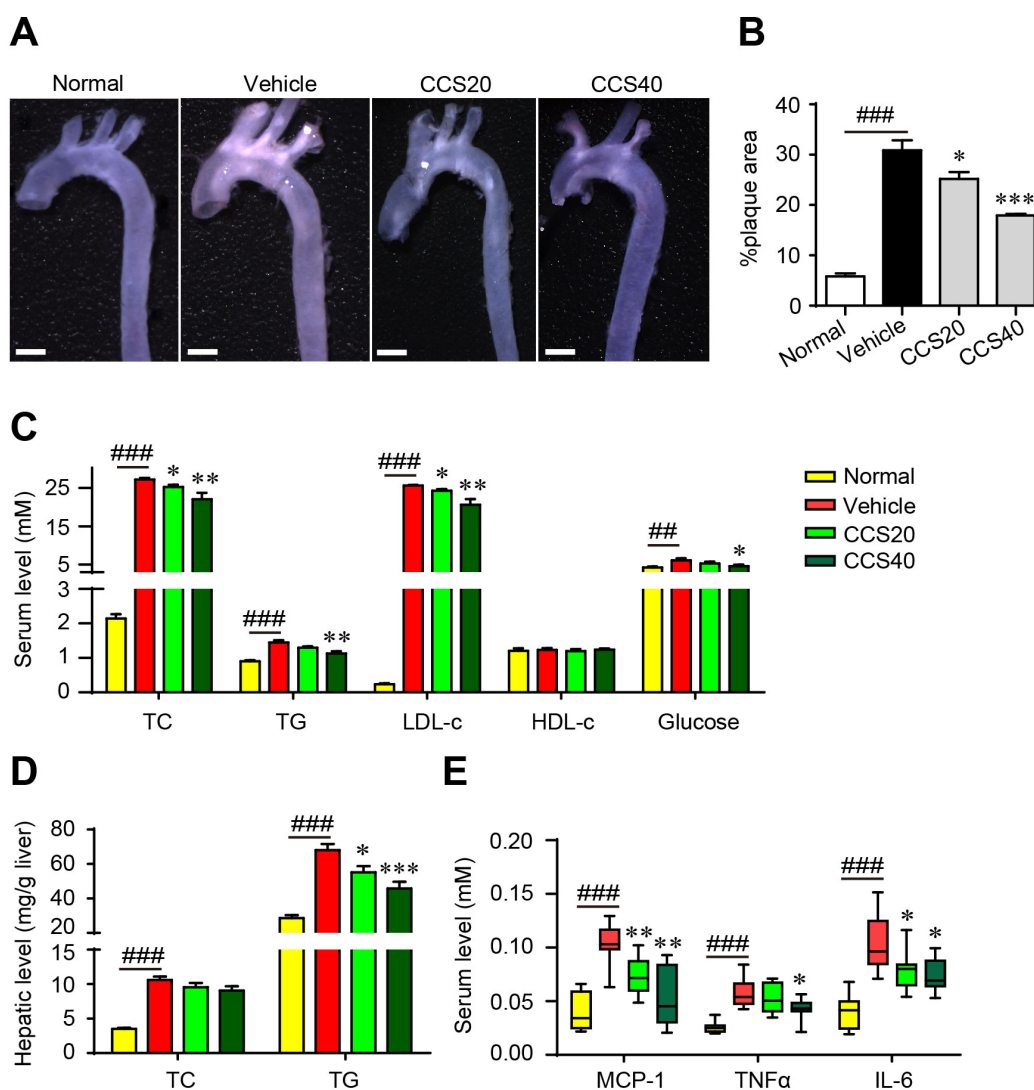 A
Normal
Vehicle
CCS20
CCS40
B
%plaque area
40
30
20
10
0
###
*
***
Normal
Vehicle
CCS20
CCS40
C
Serum level (mM)
25
15
5
3
2
1
0
### * **
### **
### * **
## *
TC
TG
LDL-c
HDL-c
Glucose
Normal
Vehicle
CCS20
CCS40
D
Hepatic level (mg/g liver)
80
60
40
20
15
10
5
0
###
### * ***
TC
TG
E
Serum level (mM)
0.20
0.15
0.10
0.05
0.00
### ** **
### *
### * *
MCP-1
TNFα
IL-6